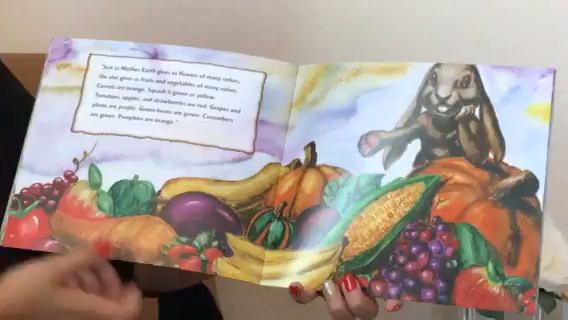 "Just as Mother Earth gives us flowers of many colors,
she also gives us fruits and vegetables of many colors.
Carrots are orange. Squash is green or yellow.
Tomatoes, apples, and strawberries are red. Grapes and
plums are purple. Green beans are green. Cucumbers
are green. Pumpkins are orange."